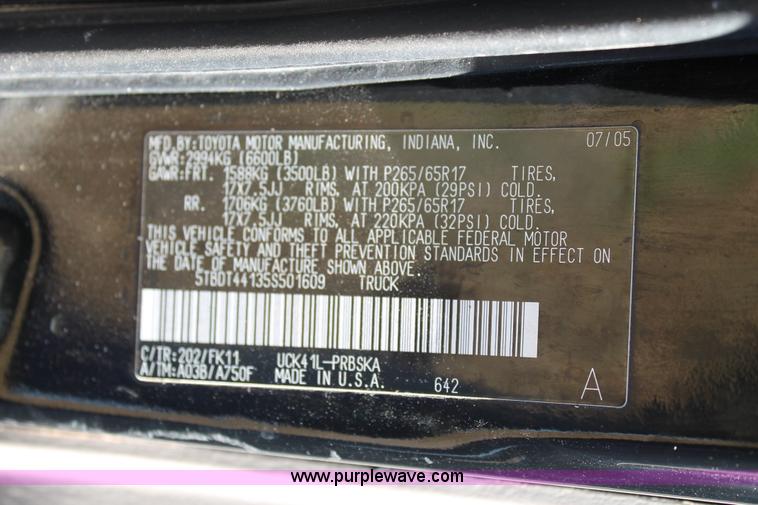 MFD.BY:TOYOTA MOTOR MANUFACTURING, INDIANA, INC. 07/05
GVWR:2994KG (6600LB)
GAWR:FRT. 1588KG (3500LB) WITH P265/65R17 TIRES,
17X7.5JJ RIMS. AT 200KPA (29PSI) COLD.
RR. 1706KG (3760LB) WITH P265/65R17 TIRES,
17X7.5JJ RIMS. AT 220KPA (32PSI) COLD.
THIS VEHICLE CONFORMS TO ALL APPLICABLE FEDERAL MOTOR
VEHICLE SAFETY AND THEFT PREVENTION STANDARDS IN EFFECT ON
THE DATE OF MANUFACTURE SHOWN ABOVE.
5TBDT44135S501609 TRUCK
C/TR:202/FK11 UCK41L-PRBSKA
A/TM:A03B/A750F MADE IN U.S.A. 642 A
www.purplewave.com